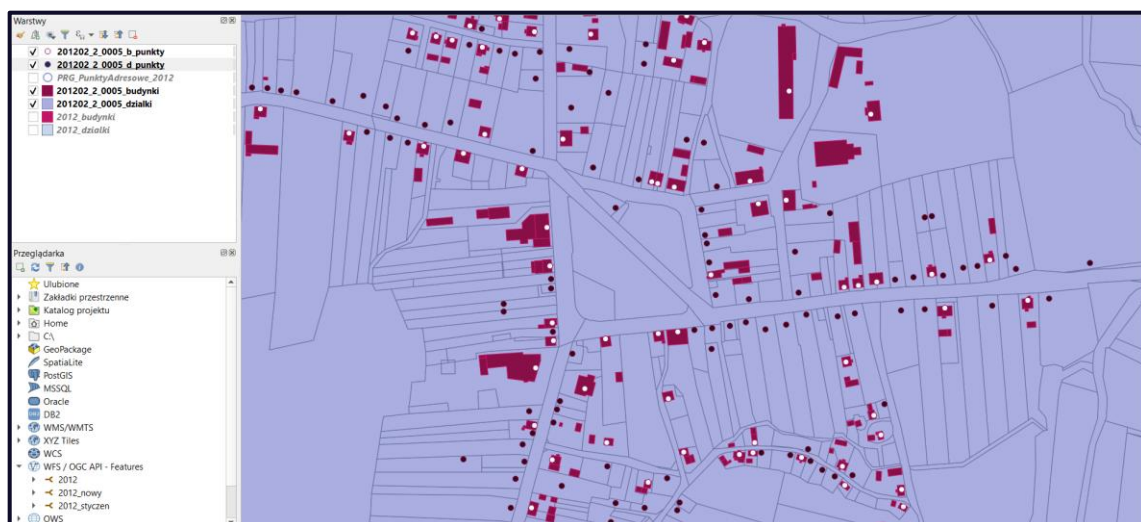 Warstwy
201202_2_0005_b_punkty
201202_2_0005_d_punkty
PRG_PunktyAdresowe_2012
201202_2_0005_budynki
201202_2_0005_dzialki
2012_budynki
2012_dzialki
Przeglądarka
Ulubione
Zakładki przestrzenne
Katalog projektu
Home
C:\
GeoPackage
SpatiaLite
PostGIS
MSSQL
Oracle
DB2
WMS/WMTS
XYZ Tiles
WCS
WFS / OGC API - Features
2012
2012_nowy
2012_styczen
OWS